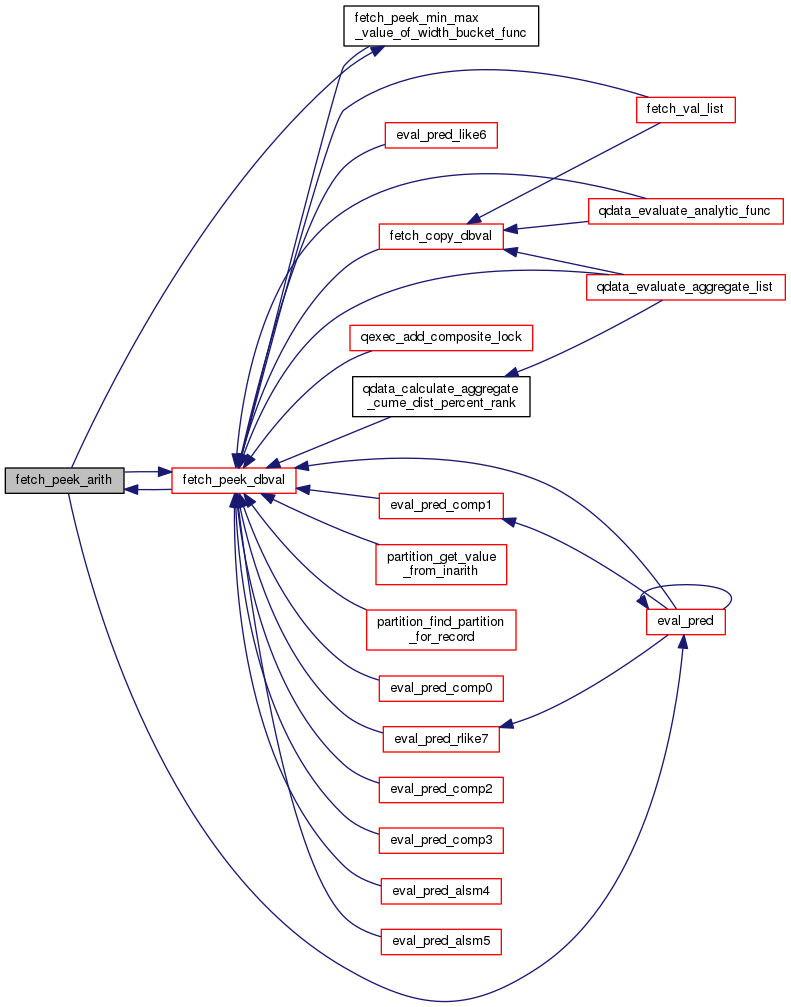 fetch_peek_min_max
_value_of_width_bucket_func
fetch_val_list
eval_pred_like6
qdata_evaluate_analytic_func
fetch_copy_dbval
qdata_evaluate_aggregate_list
qexec_add_composite_lock
qdata_calculate_aggregate
_cume_dist_percent_rank
fetch_peek_arith
fetch_peek_dbval
eval_pred_comp1
partition_get_value
_from_inarith
partition_find_partition
_for_record
eval_pred
eval_pred_comp0
eval_pred_rlike7
eval_pred_comp2
eval_pred_comp3
eval_pred_alsm4
eval_pred_alsm5